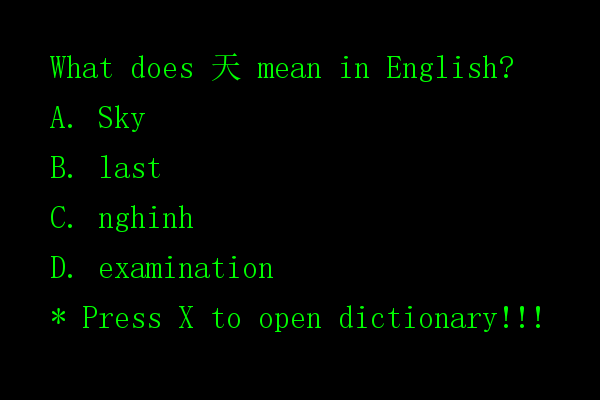 What does 天 mean in English?
A. Sky
B. last
C. nghinh
D. examination
* Press X to open dictionary!!!